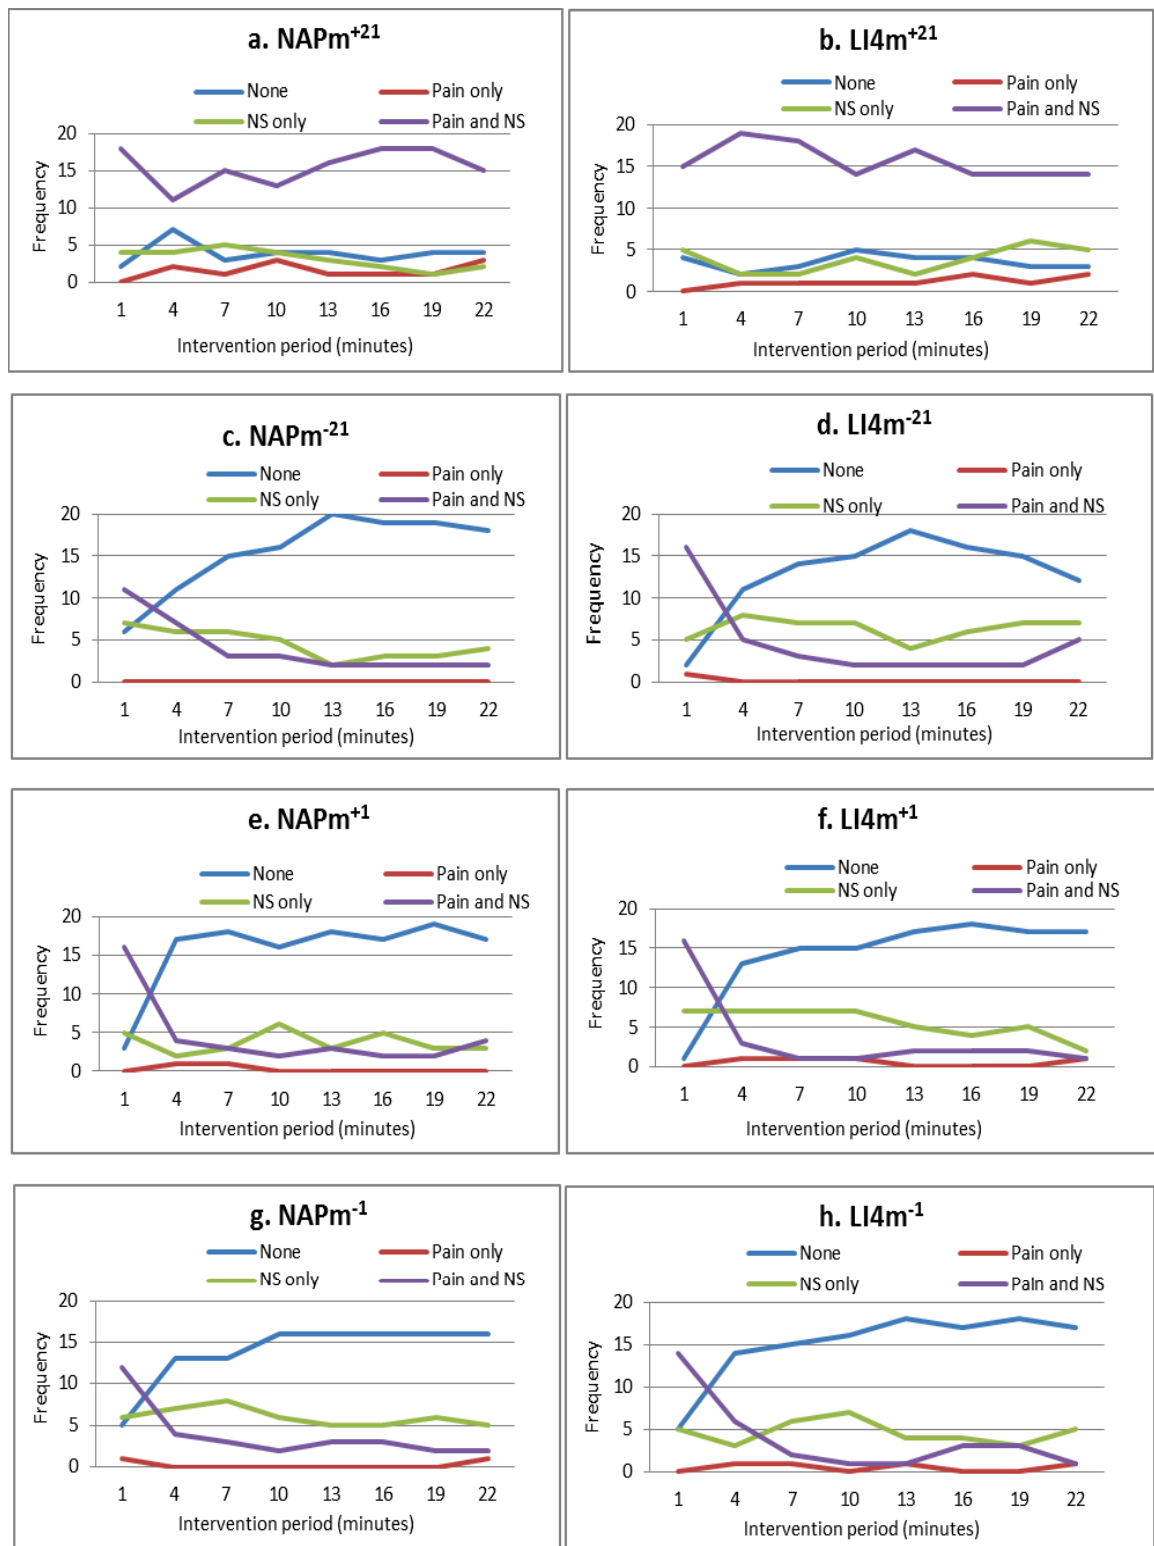 a. NAPm+21
None
Pain only
NS only
Pain and NS
20
15
10
5
0
Frequency
1 4 7 10 13 16 19 22
Intervention period (minutes)
b. LI4m+21
None
Pain only
NS only
Pain and NS
20
15
10
5
0
Frequency
1 4 7 10 13 16 19 22
Intervention period (minutes)
c. NAPm-21
None
Pain only
NS only
Pain and NS
20
15
10
5
0
Frequency
1 4 7 10 13 16 19 22
Intervention period (minutes)
d. LI4m-21
None
Pain only
NS only
Pain and NS
20
15
10
5
0
Frequency
1 4 7 10 13 16 19 22
Intervention period (minutes)
e. NAPm+1
None
Pain only
NS only
Pain and NS
20
15
10
5
0
Frequency
1 4 7 10 13 16 19 22
Intervention period (minutes)
f. LI4m+1
None
Pain only
NS only
Pain and NS
20
15
10
5
0
Frequency
1 4 7 10 13 16 19 22
Intervention period (minutes)
g. NAPm-1
None
Pain only
NS only
Pain and NS
20
15
10
5
0
Frequency
1 4 7 10 13 16 19 22
Intervention period (minutes)
h. LI4m-1
None
Pain only
NS only
Pain and NS
20
15
10
5
0
Frequency
1 4 7 10 13 16 19 22
Intervention period (minutes)